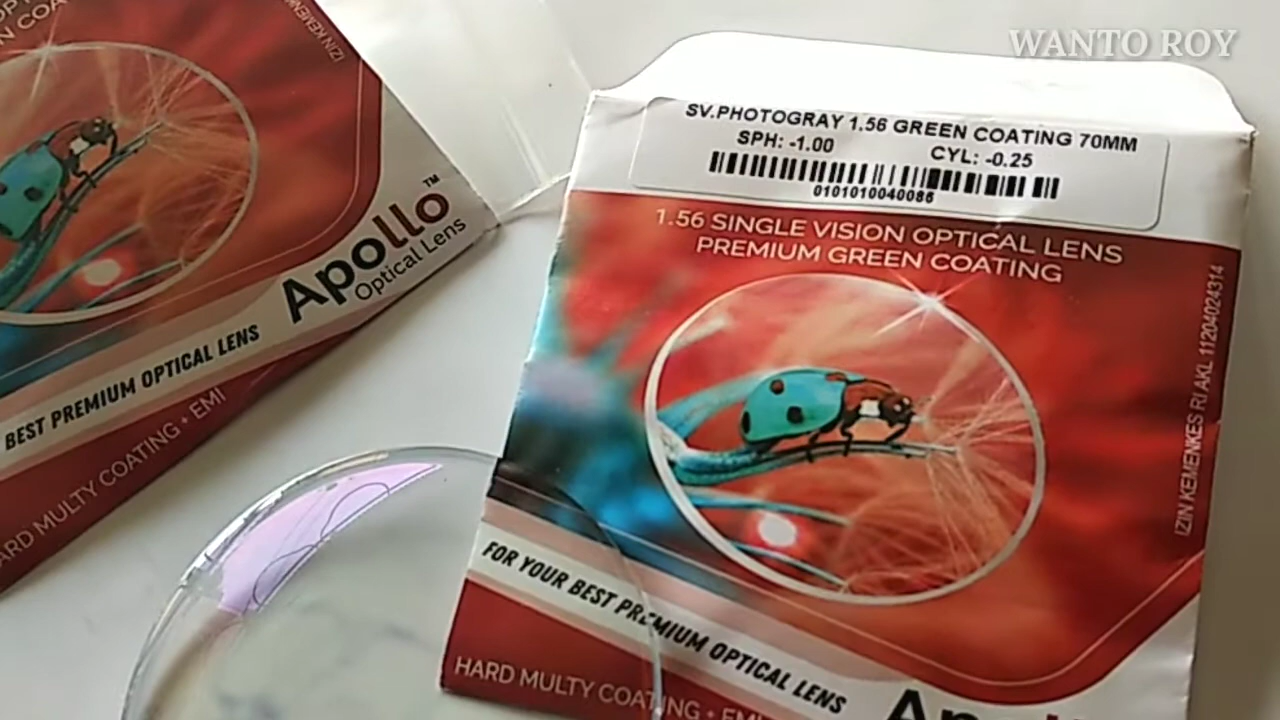 WANTO ROY
SV.PHOTOGRAY 1.56 GREEN COATING 70MM
SPH: -1.00 CYL: -0.25
0101010040086
1.56 SINGLE VISION OPTICAL LENS
PREMIUM GREEN COATING
IZIN KEMENKES RI AKL 11204024314
FOR YOUR BEST PREMIUM OPTICAL LENS
HARD MULTY COATING + EMI
Apollo™
Optical Lens
BEST PREMIUM OPTICAL LENS
HARD MULTY COATING + EMI